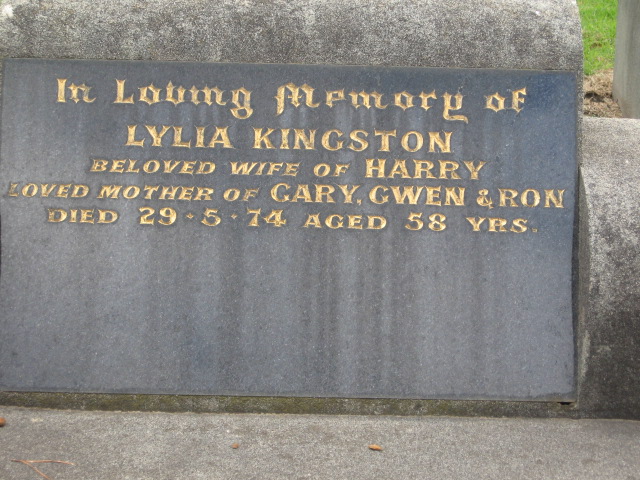 In Loving Memory of
LYLIA KINGSTON
BELOVED WIFE OF HARRY
LOVED MOTHER OF GARY, GWEN & RON
DIED 29·5·74 AGED 58 YRS.